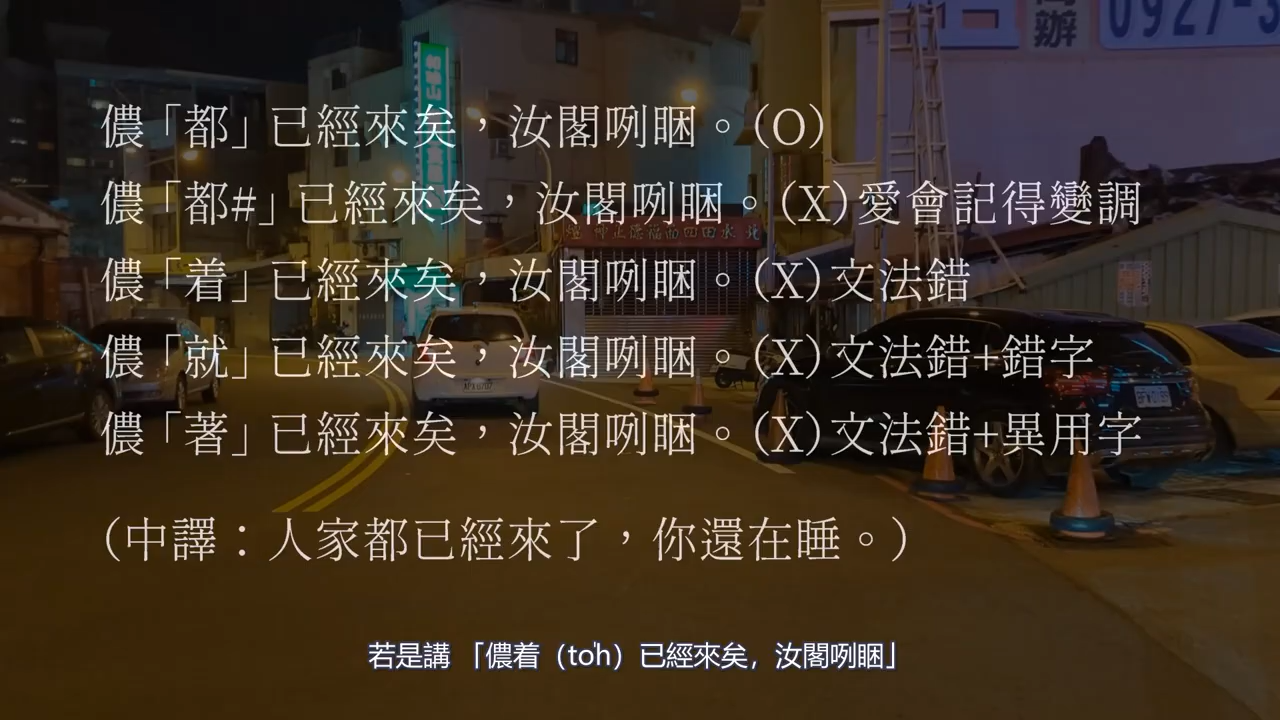 辦
0927-3
儂「都」已經來矣，汝閣咧睏。(O)
儂「都#」已經來矣，汝閣咧睏。(X)愛會記得變調
儂「着」已經來矣，汝閣咧睏。(X)文法錯
儂「就」已經來矣，汝閣咧睏。(X)文法錯+錯字
儂「著」已經來矣，汝閣咧睏。(X)文法錯+異用字
(中譯：人家都已經來了，你還在睡。)
若是講 「儂着（to̍h）已經來矣，汝閣咧睏」